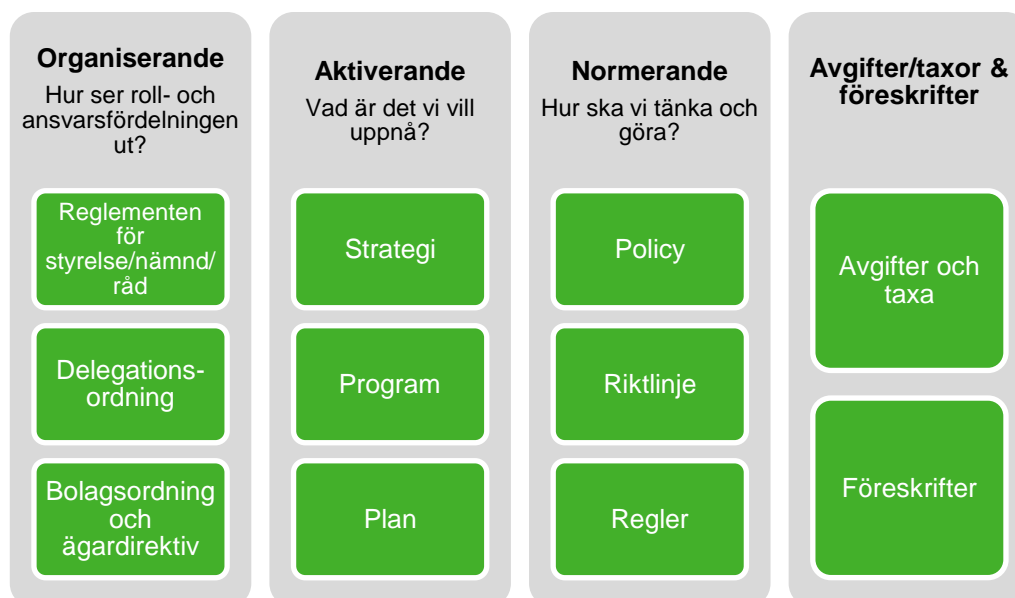 Organiserande
Hur ser roll- och
ansvarsfördelningen
ut?
Reglementen
för
styrelse/nämnd/
råd
Delegations-
ordning
Bolagsordning
och
ägardirektiv
Aktiverande
Vad är det vi vill
uppnå?
Strategi
Program
Plan
Normerande
Hur ska vi tänka och
göra?
Policy
Riktlinje
Regler
Avgifter/taxor &
föreskrifter
Avgifter och
taxa
Föreskrifter